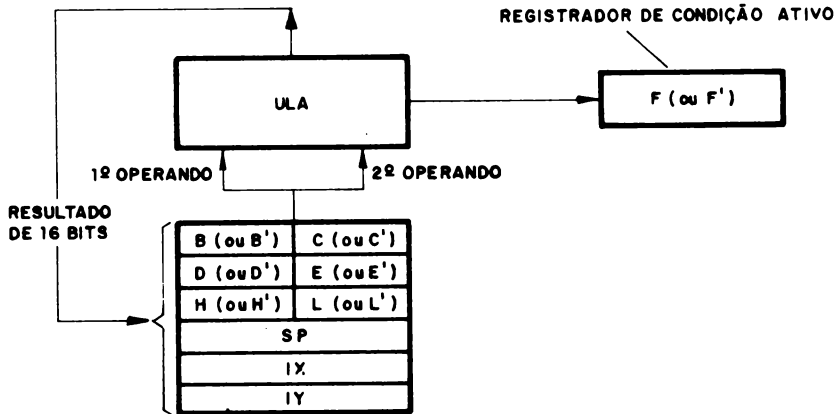 REGISTRADOR DE CONDIÇÃO ATIVO
ULA
F (ou F')
1º OPERANDO
2º OPERANDO
RESULTADO
DE 16 BITS
B (ou B') C (ou C')
D (ou D') E (ou E')
H (ou H') L (ou L')
SP
IX
IY